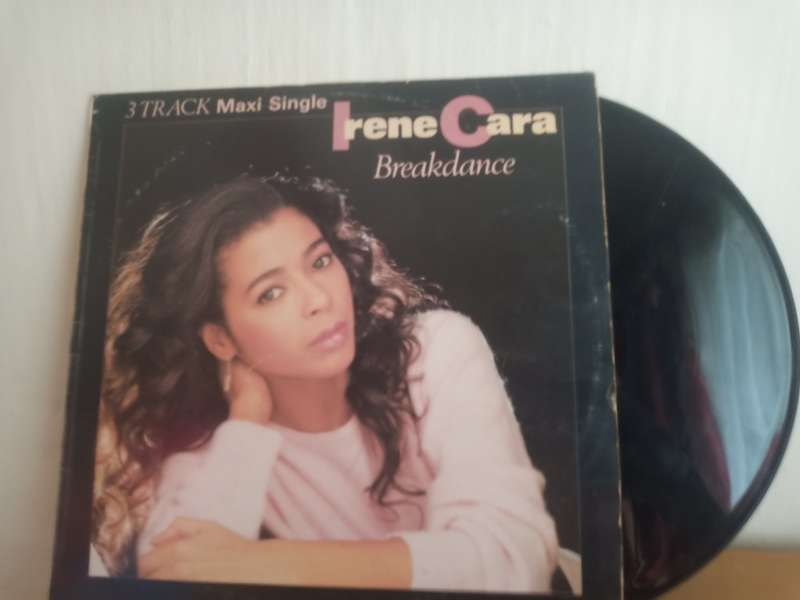 3 TRACK Maxi Single
Irene Cara
Breakdance